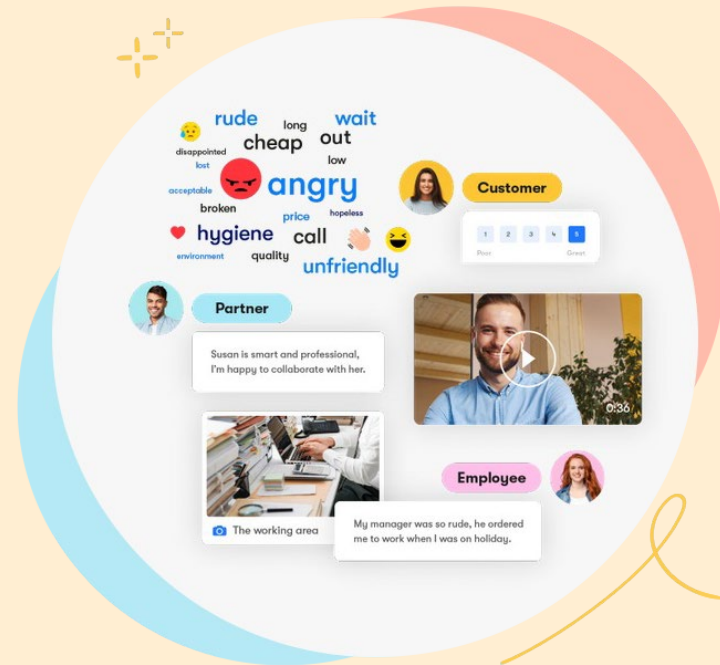 rude
long
wait
disappointed
cheap
out
lost
low
acceptable
angry
broken
price
hopeless
hygiene
call
environment
quality
unfriendly
Customer
1 2 3 4 5
Poor Great
Partner
Susan is smart and professional,
I'm happy to collaborate with her.
0:36
Employee
The working area
My manager was so rude, he ordered
me to work when I was on holiday.